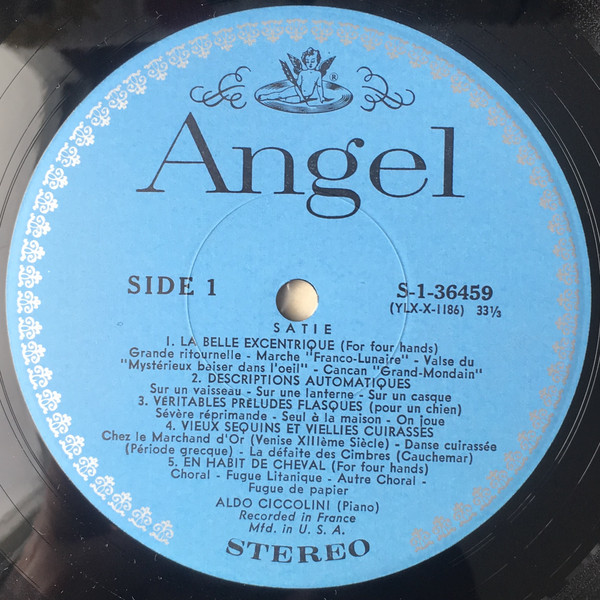 ®
Angel
SIDE 1
S-1-36459
(YLX-X-1186) 33⅓
SATIE
1. LA BELLE EXCENTRIQUE (For four hands)
Grande ritournelle - Marche "Franco-Lunaire" - Valse du
"Mystérieux baiser dans l'oeil" - Cancan "Grand-Mondain"
2. DESCRIPTIONS AUTOMATIQUES
Sur un vaisseau - Sur une lanterne - Sur un casque
3. VÉRITABLES PRÉLUDES FLASQUES (pour un chien)
Sévère réprimande - Seul à la maison - On joue
4. VIEUX SEQUINS ET VIELLIES CUIRASSES
Chez le Marchand d'Or (Venise XIIIème Siècle) - Danse cuirassée
(Période grecque) - La défaite des Cimbres (Cauchemar)
5. EN HABIT DE CHEVAL (For four hands)
Choral - Fugue Litanique - Autre Choral -
Fugue de papier
ALDO CICCOLINI (Piano)
Recorded in France
Mfd. in U. S. A.
STEREO